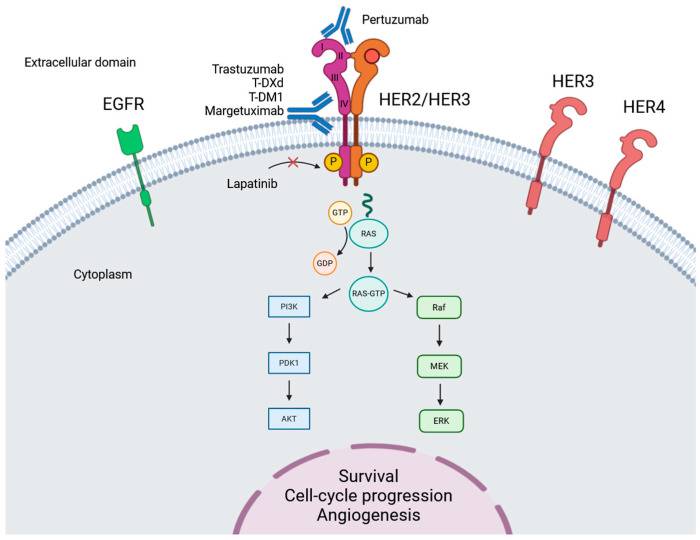 Pertuzumab
Extracellular domain
I
II
III
IV
Trastuzumab
T-DXd
T-DM1
Margetuximab
EGFR
HER2/HER3
HER3
HER4
P
P
Lapatinib
GTP
RAS
GDP
Cytoplasm
RAS-GTP
PI3K
Raf
PDK1
MEK
AKT
ERK
Survival
Cell-cycle progression
Angiogenesis